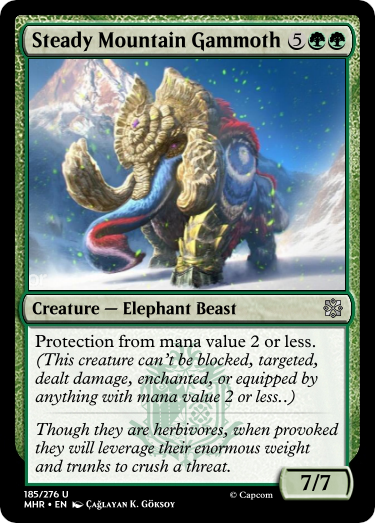 Steady Mountain Gammoth 5
Creature — Elephant Beast
Protection from mana value 2 or less.
(This creature can't be blocked, targeted,
dealt damage, enchanted, or equipped by
anything with mana value 2 or less..)
Though they are herbivores, when provoked
they will leverage their enormous weight
and trunks to crush a threat.
7/7
185/276 U
MHR • EN Çağlayan K. Göksoy
© Capcom